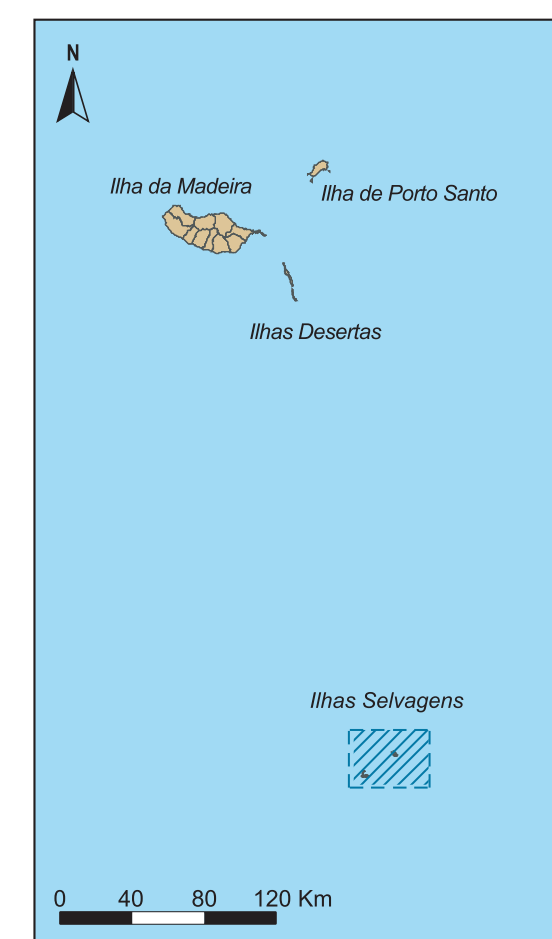 N
Ilha da Madeira
Ilha de Porto Santo
Ilhas Desertas
Ilhas Selvagens
0 40 80 120 Km